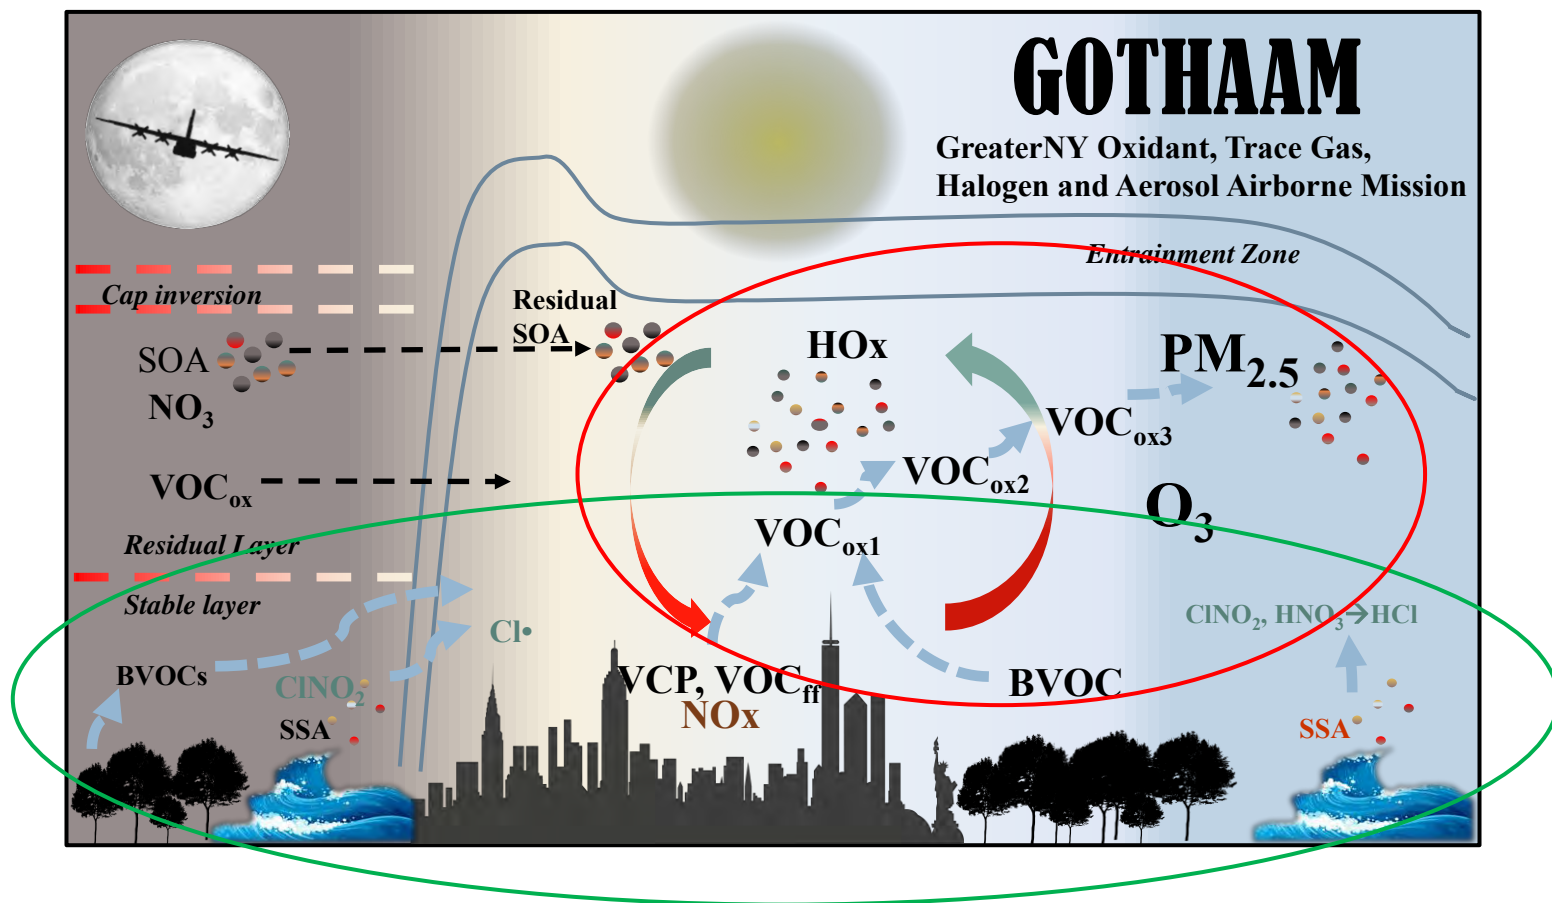 GOTHAAM
GreaterNY Oxidant, Trace Gas,
Halogen and Aerosol Airborne Mission
Entrainment Zone
Cap inversion
Residual
SOA
SOA
NO3
HOx
PM2.5
VOCox3
VOCox2
VOCox
O3
VOCox1
Residual Layer
Stable layer
Cl•
ClNO2, HNO3→HCl
BVOCs
ClNO2
SSA
VCP, VOCff
NOx
BVOC
SSA